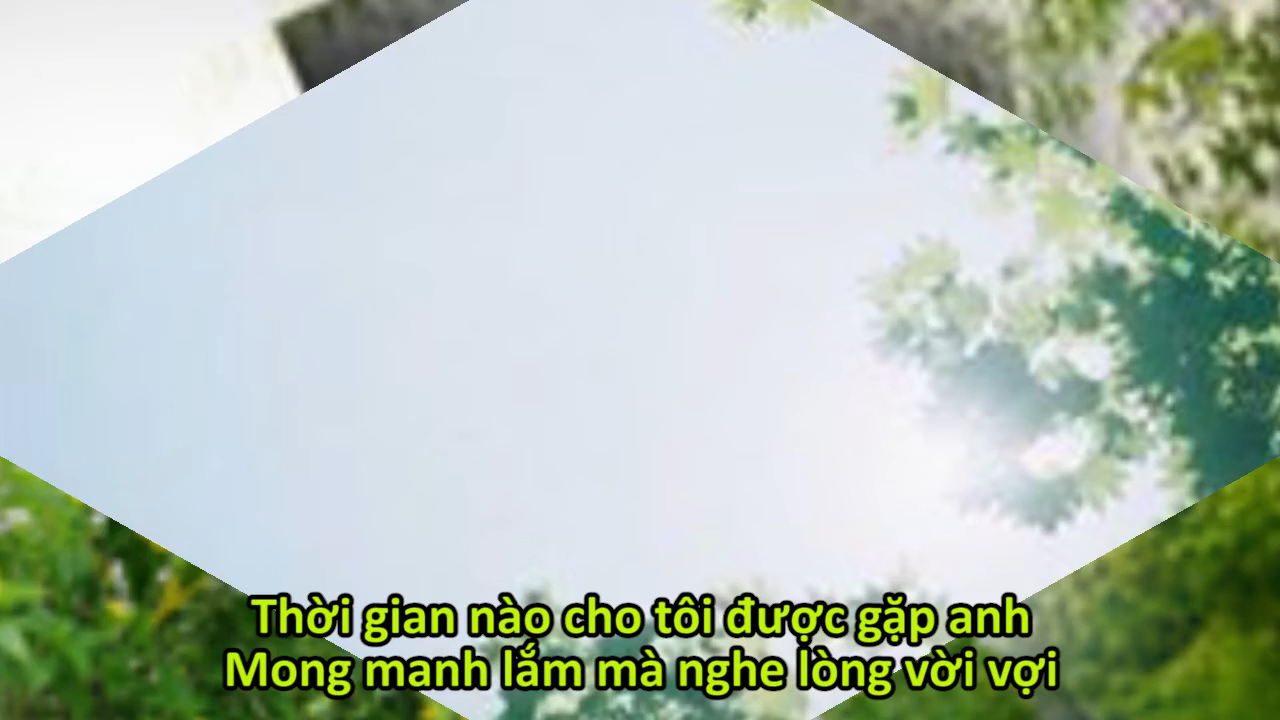 Thời gian nào cho tôi được gặp anh
Mong manh lắm mà nghe lòng vời vợi